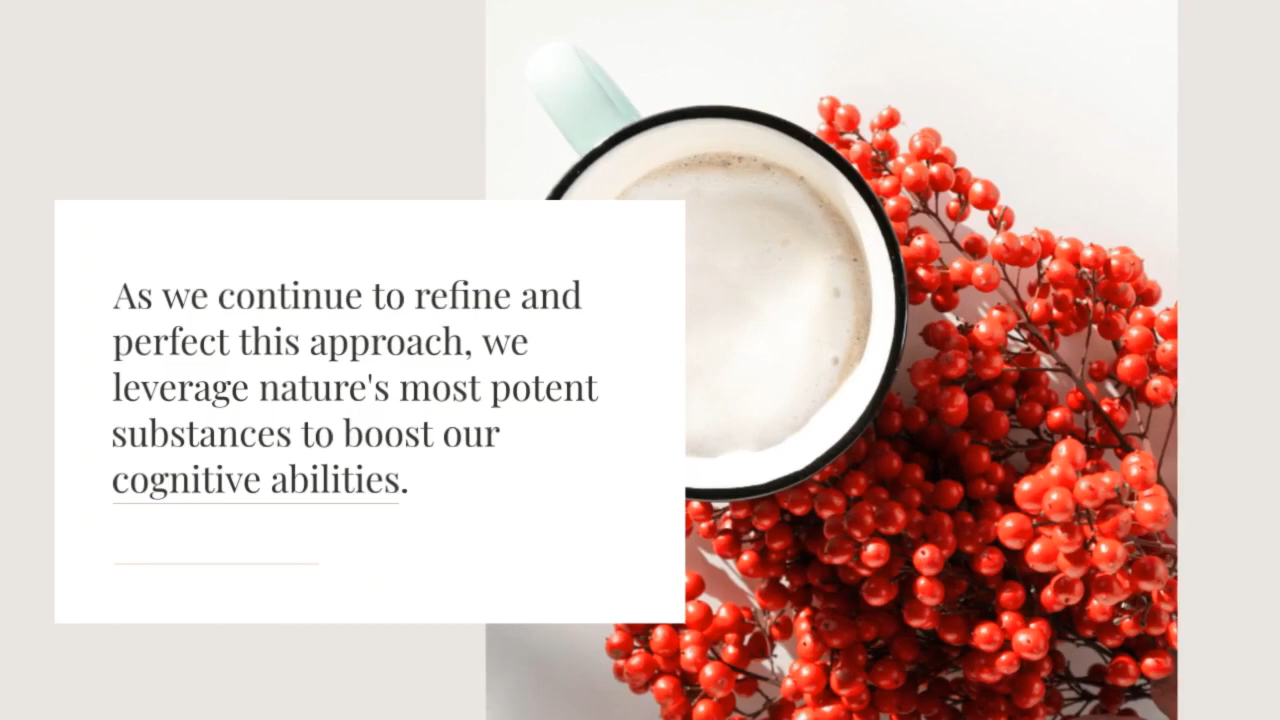 As we continue to refine and
perfect this approach, we
leverage nature's most potent
substances to boost our
cognitive abilities.